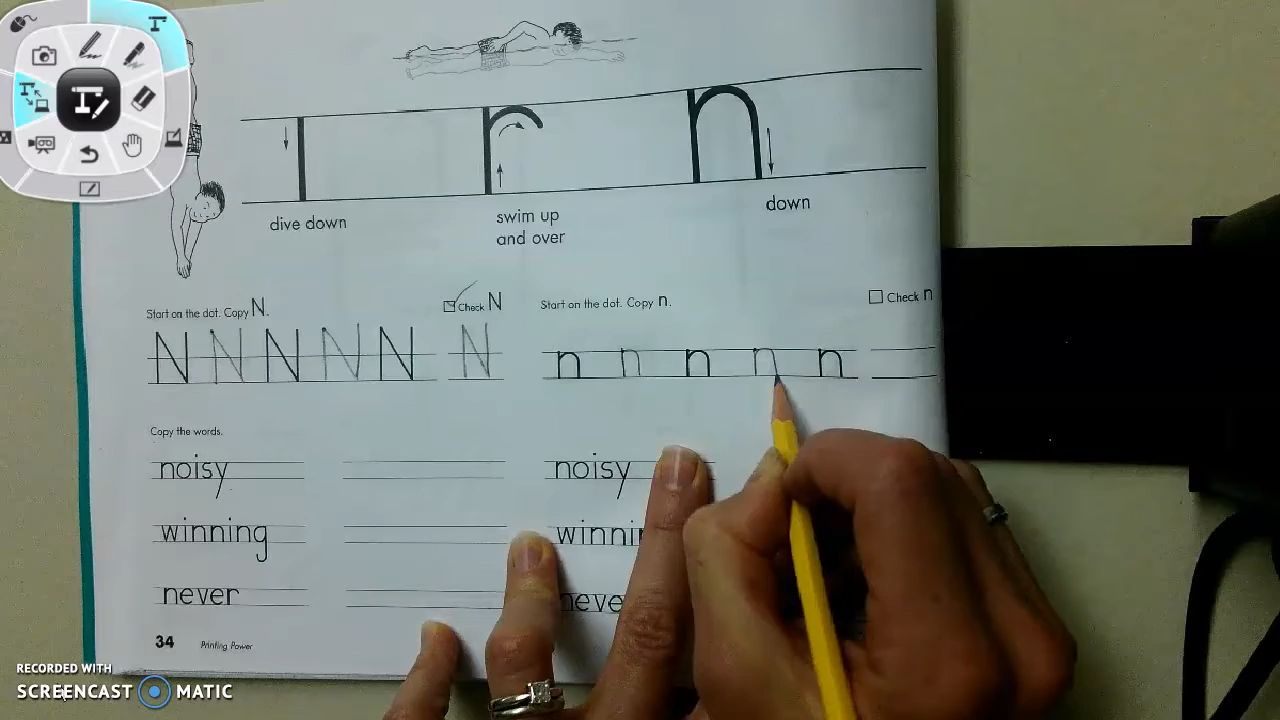 dive down
swim up
and over
down
Start on the dot. Copy N.
☑ Check N
N N N N N N
Start on the dot. Copy n.
☐ Check n
n n n n n
Copy the words.
noisy noisy
winning
never
34 Printing Power
RECORDED WITH
SCREENCAST MATIC